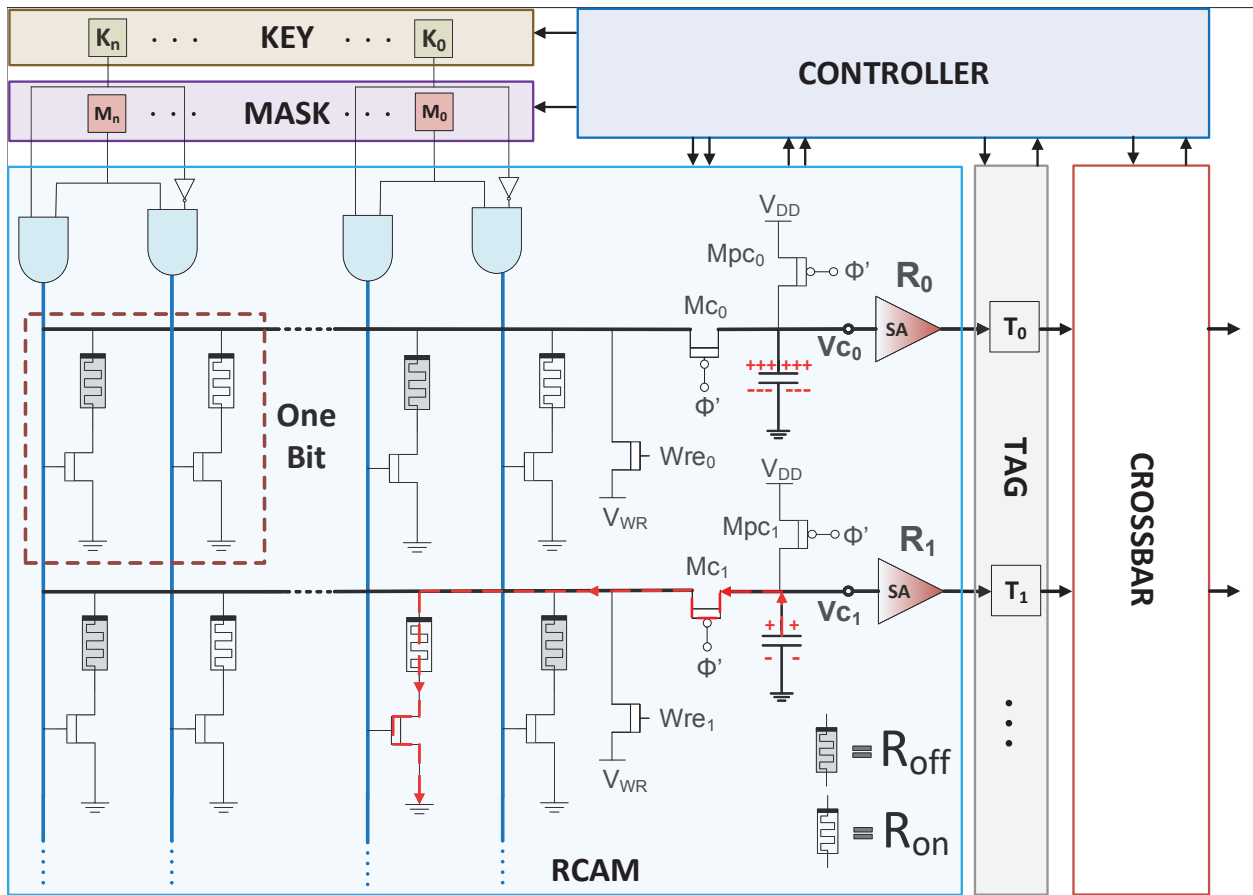 Kn · · · KEY · · · K0
CONTROLLER
Mn · · · MASK · · · M0
VDD
Mpc0
Φ'
R0
Mc0
SA
T0
Vc0
+++ +++
--- ---
Φ'
One
Bit
Wre0
VWR
TAG
CROSSBAR
VDD
Mpc1
Φ'
R1
Mc1
SA
T1
Vc1
+ +
- -
Φ'
Wre1
VWR
= Roff
= Ron
RCAM